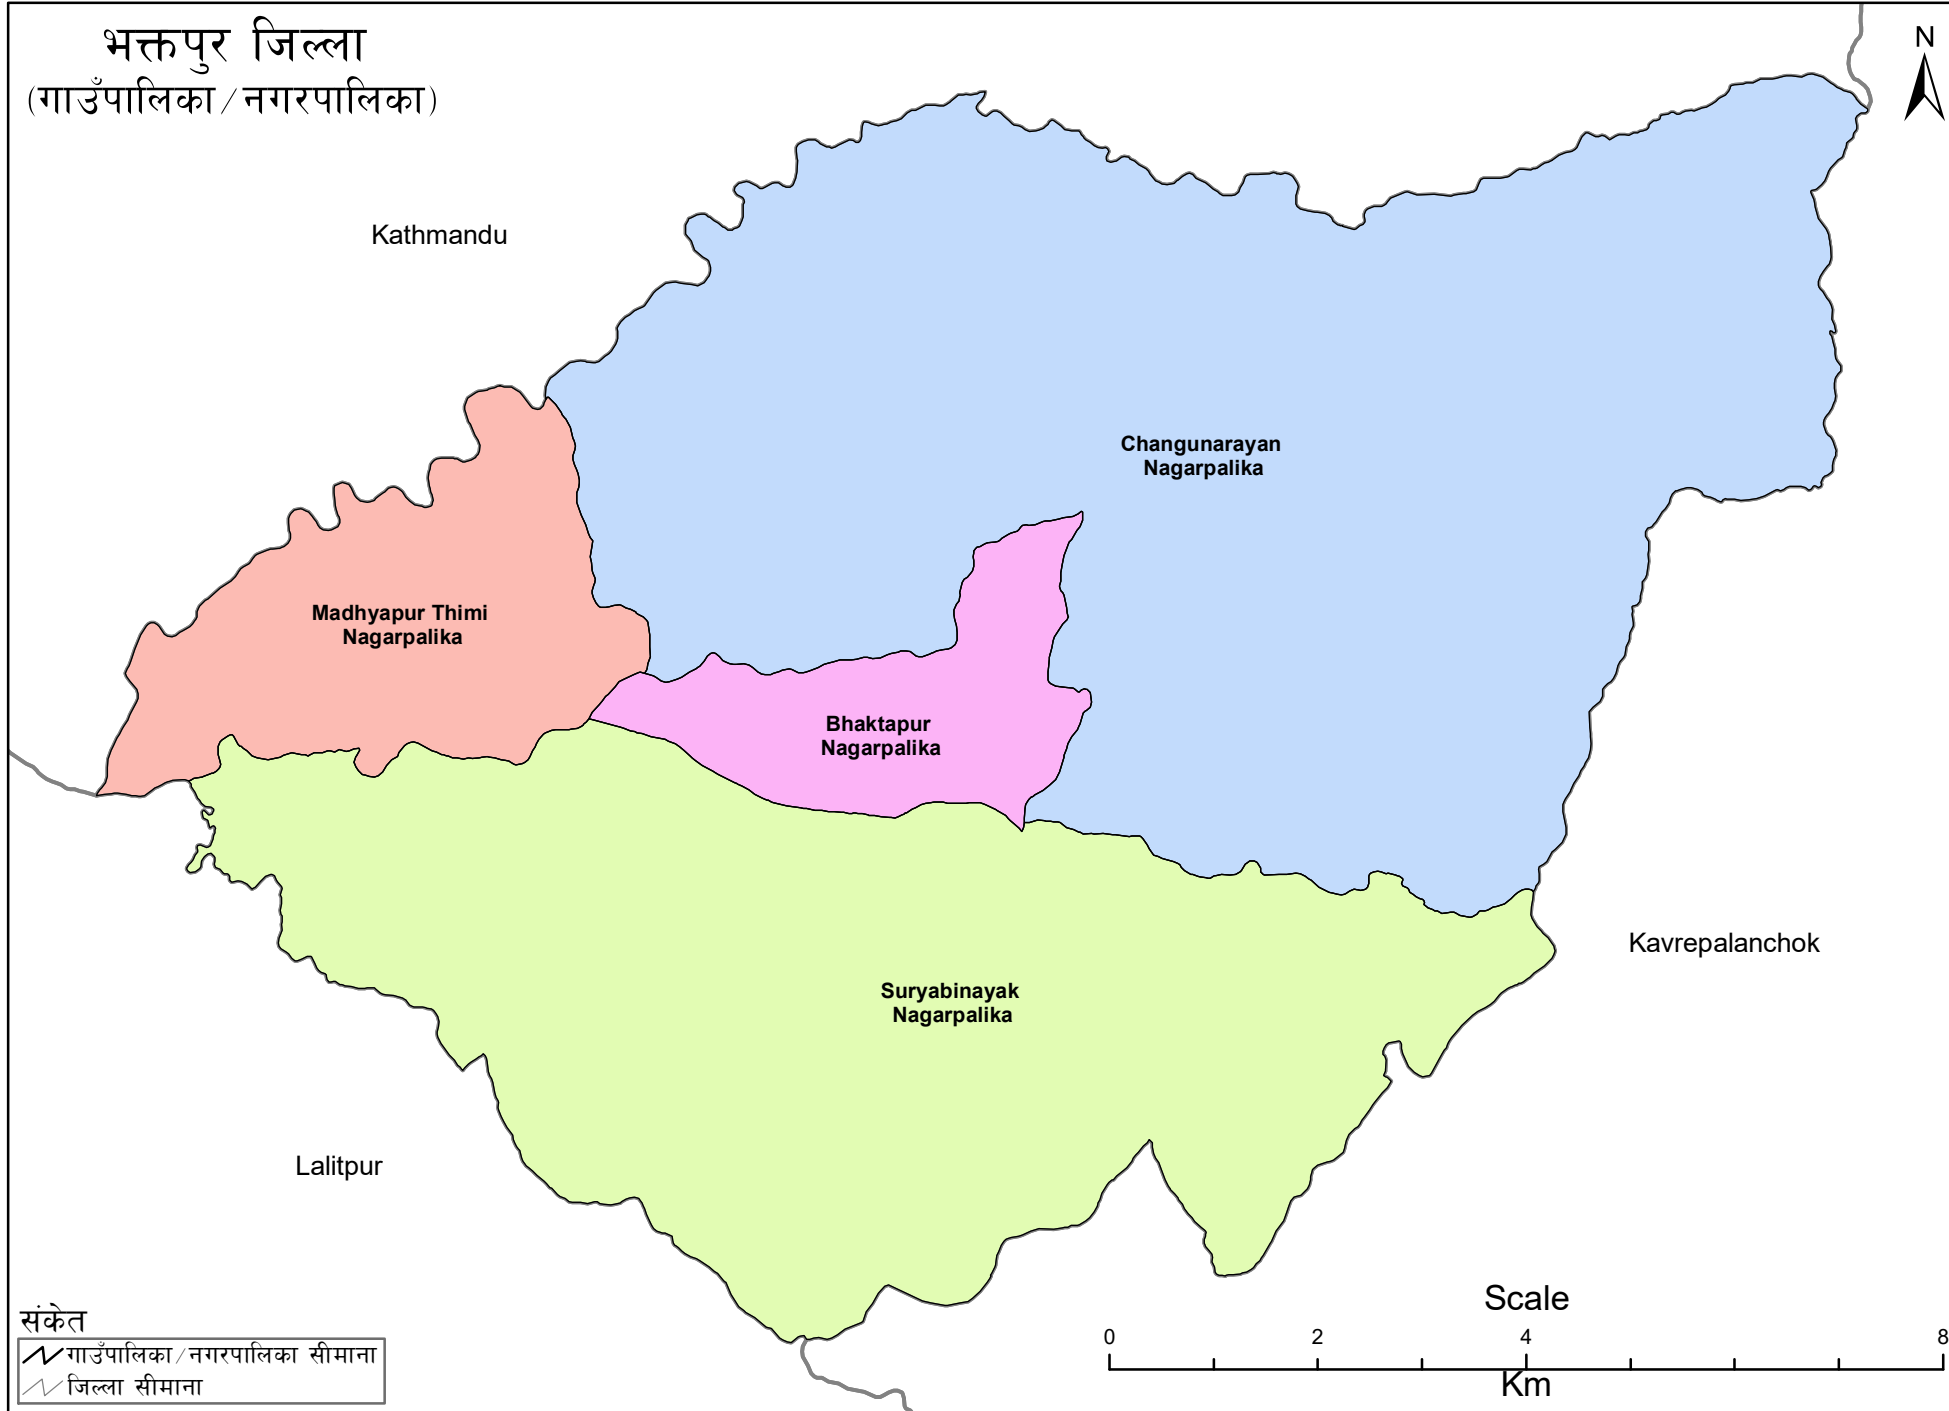 भक्तपुर जिल्ला
(गाउँपालिका/नगरपालिका)
N
Kathmandu
Changunarayan
Nagarpalika
Madhyapur Thimi
Nagarpalika
Bhaktapur
Nagarpalika
Kavrepalanchok
Suryabinayak
Nagarpalika
Lalitpur
Scale
0 2 4 8
Km
संकेत
गाउँपालिका/नगरपालिका सीमाना
जिल्ला सीमाना